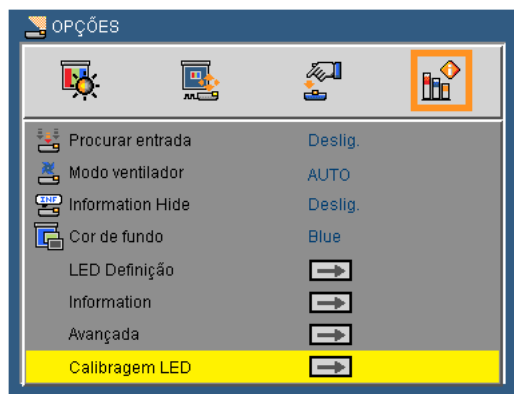 OPÇÕES
Procurar entrada Deslig.
Modo ventilador AUTO
INF Information Hide Deslig.
Cor de fundo Blue
LED Definição
Information
Avançada
Calibragem LED